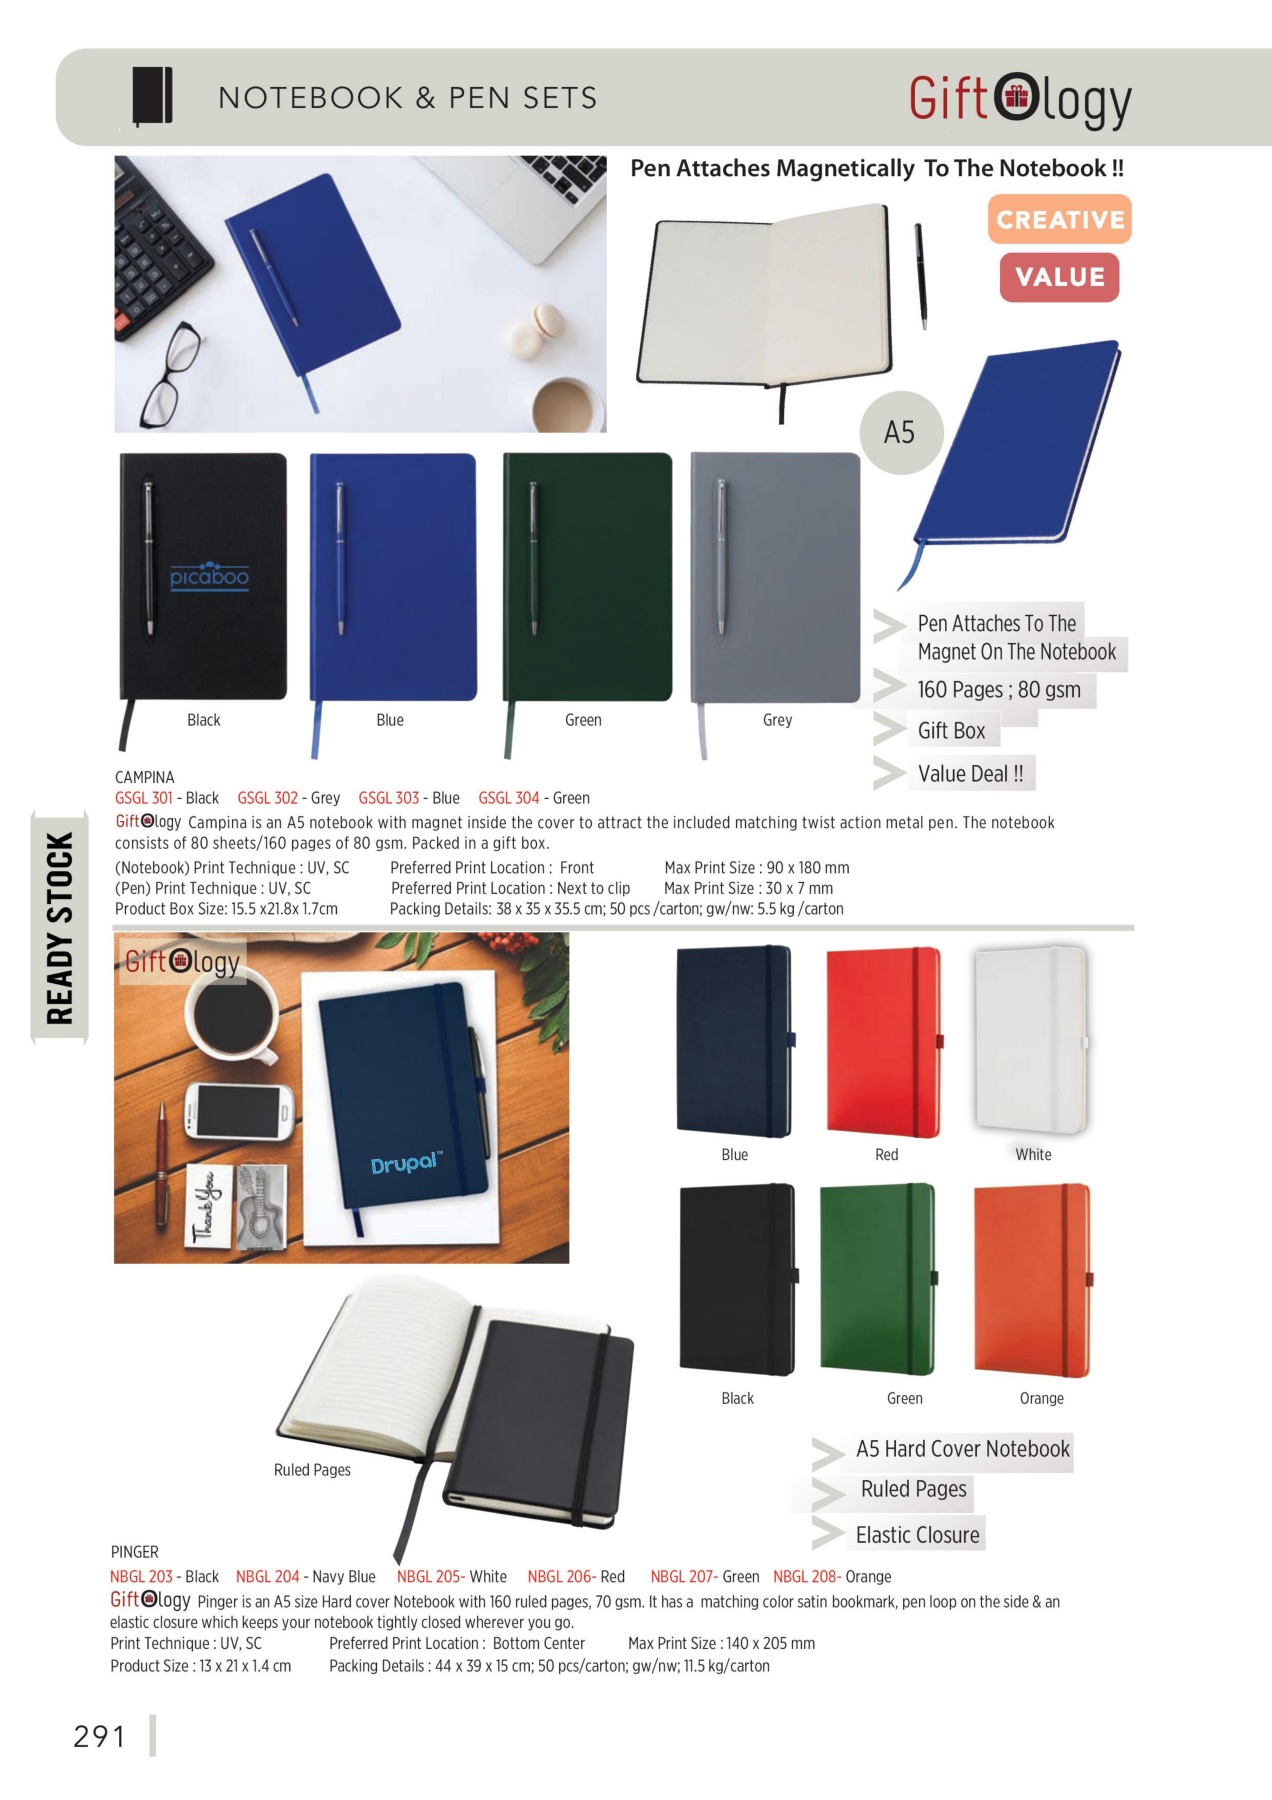 NOTEBOOK & PEN SETS
GiftOlogy
Pen Attaches Magnetically To The Notebook !!
CREATIVE
VALUE
A5
picaboo
Black
Blue
Green
Grey
Pen Attaches To The
Magnet On The Notebook
160 Pages ; 80 gsm
Gift Box
Value Deal !!
CAMPINA
GSGL 301 - Black GSGL 302 - Grey GSGL 303 - Blue GSGL 304 - Green
GiftOlogy Campina is an A5 notebook with magnet inside the cover to attract the included matching twist action metal pen. The notebook
consists of 80 sheets/160 pages of 80 gsm. Packed in a gift box.
(Notebook) Print Technique : UV, SC Preferred Print Location : Front Max Print Size : 90 x 180 mm
(Pen) Print Technique : UV, SC Preferred Print Location : Next to clip Max Print Size : 30 x 7 mm
Product Box Size: 15.5 x21.8x 1.7cm Packing Details: 38 x 35 x 35.5 cm; 50 pcs /carton; gw/nw: 5.5 kg /carton
READY STOCK
GiftOlogy
Drupal™
Thank You
Blue
Red
White
Black
Green
Orange
Ruled Pages
A5 Hard Cover Notebook
Ruled Pages
Elastic Closure
PINGER
NBGL 203 - Black NBGL 204 - Navy Blue NBGL 205- White NBGL 206- Red NBGL 207- Green NBGL 208- Orange
GiftOlogy Pinger is an A5 size Hard cover Notebook with 160 ruled pages, 70 gsm. It has a matching color satin bookmark, pen loop on the side & an
elastic closure which keeps your notebook tightly closed wherever you go.
Print Technique : UV, SC Preferred Print Location : Bottom Center Max Print Size : 140 x 205 mm
Product Size : 13 x 21 x 1.4 cm Packing Details : 44 x 39 x 15 cm; 50 pcs/carton; gw/nw; 11.5 kg/carton
291